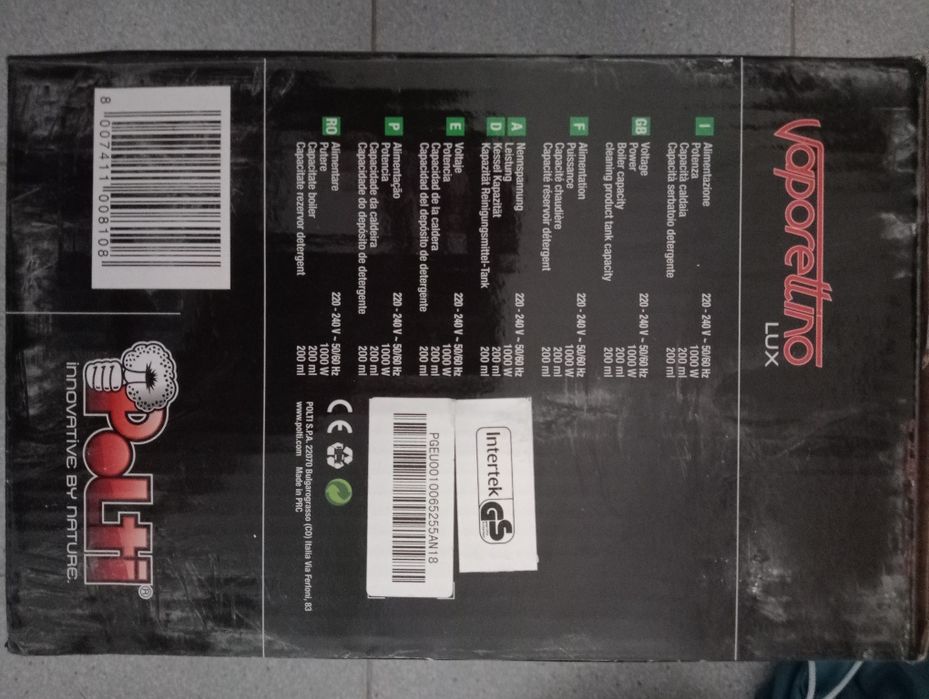 Vaporettino
LUX
I Alimentazione 220 - 240 V ~ 50/60 Hz
Potenza 1000 W
Capacità caldaia 200 ml
Capacità serbatoio detergente 200 ml
GB Voltage 220 - 240 V ~ 50/60 Hz
Power 1000 W
Boiler capacity 200 ml
cleaning product tank capacity 200 ml
F Alimentation 220 - 240 V ~ 50/60 Hz
Puissance 1000 W
Capacité chaudière 200 ml
Capacité réservoir détergent 200 ml
A Nennspannung 220 - 240 V ~ 50/60 Hz
Leistung 1000 W
D Kessel Kapazität 200 ml
Kapazität Reinigungsmittel-Tank 200 ml
E Voltaje 220 - 240 V ~ 50/60 Hz
Potencia 1000 W
Capacidad de la caldera 200 ml
Capacidad del depósito de detergente 200 ml
P Alimentação 220 - 240 V ~ 50/60 Hz
Potência 1000 W
Capacidade da caldeira 200 ml
Capacidade do depósito de detergente 200 ml
RO Alimentare 220 - 240 V ~ 50/60 Hz
Putere 1000 W
Capacitate boiler 200 ml
Capacitate rezervor detergent 200 ml
Intertek GS
PGEU0010065255AN18
CE
POLTI S.P.A. 22070 Bulgarograsso (CO) Italia Via Ferloni, 83
www.polti.com Made in PRC
8 007411 008108
Polti®
INNOVATIVE BY NATURE.